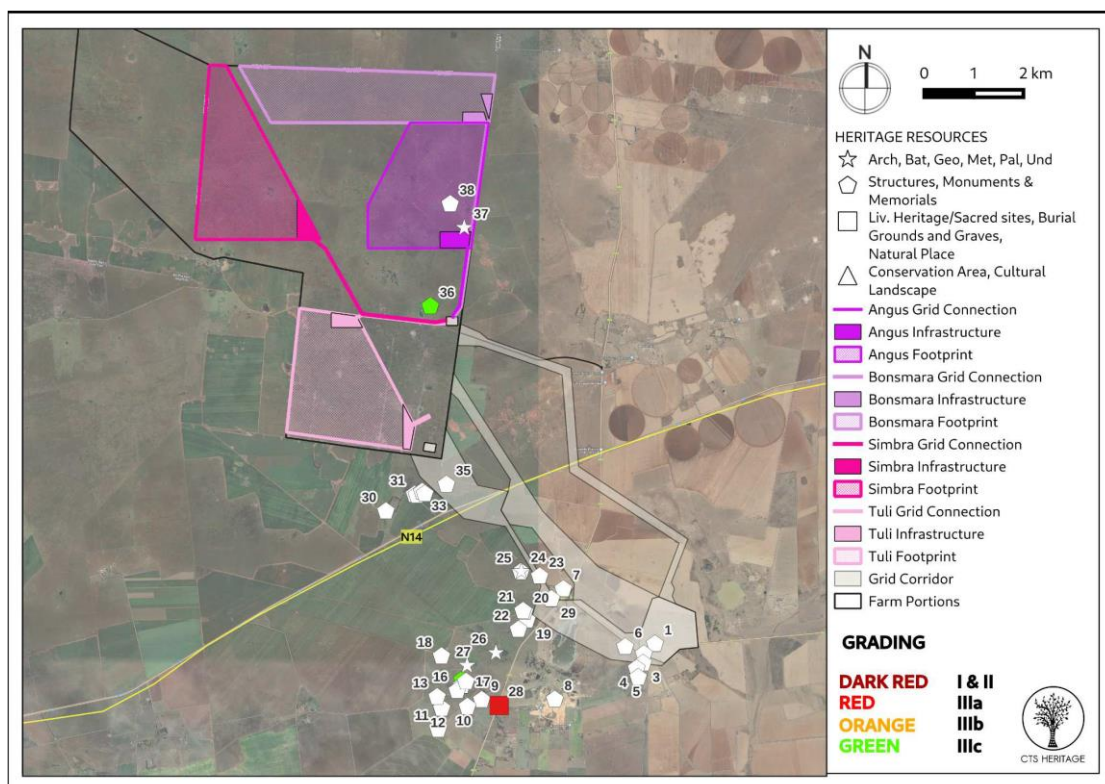 38
37
36
35
31
30
33
N14
25
24
23
7
21
20
22
29
19
6
1
18
26
27
4
3
5
16
13
17
9
28
8
11
10
12
N
0 1 2 km
HERITAGE RESOURCES
Arch, Bat, Geo, Met, Pal, Und
Structures, Monuments &
Memorials
Liv. Heritage/Sacred sites, Burial
Grounds and Graves,
Natural Place
Conservation Area, Cultural
Landscape
Angus Grid Connection
Angus Infrastructure
Angus Footprint
Bonsmara Grid Connection
Bonsmara Infrastructure
Bonsmara Footprint
Simbra Grid Connection
Simbra Infrastructure
Simbra Footprint
Tuli Grid Connection
Tuli Infrastructure
Tuli Footprint
Grid Corridor
Farm Portions
GRADING
DARK RED I & II
RED IIIa
ORANGE IIIb
GREEN IIIc
CTS HERITAGE